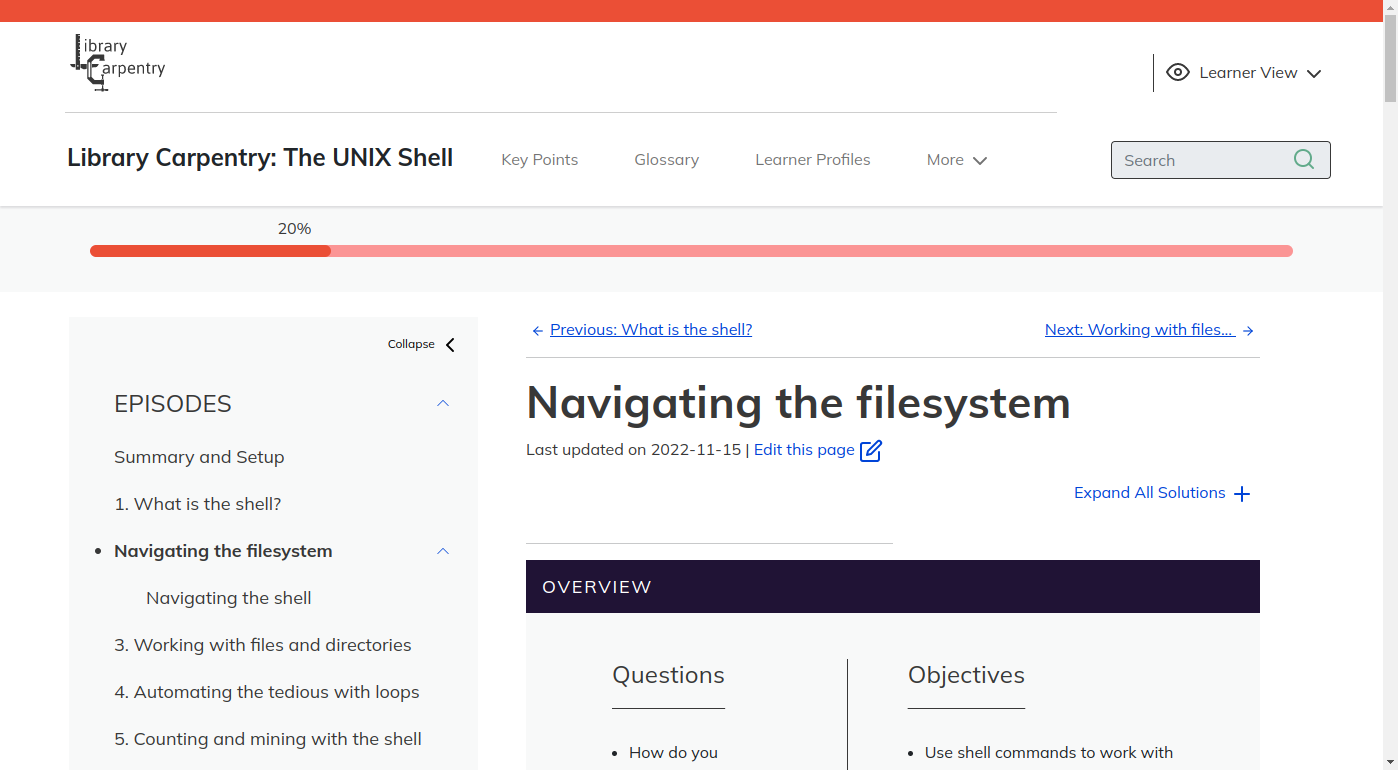 Library
Carpentry
Learner View
Library Carpentry: The UNIX Shell
Key Points
Glossary
Learner Profiles
More
Search
20%
Collapse
EPISODES
Summary and Setup
1. What is the shell?
Navigating the filesystem
Navigating the shell
3. Working with files and directories
4. Automating the tedious with loops
5. Counting and mining with the shell
Previous: What is the shell?
Next: Working with files...
Navigating the filesystem
Last updated on 2022-11-15 | Edit this page
Expand All Solutions
OVERVIEW
Questions
• How do you
Objectives
• Use shell commands to work with